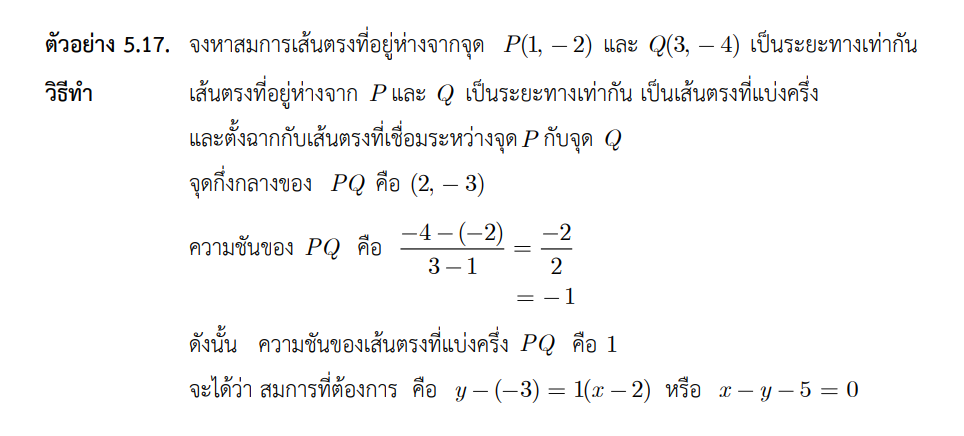 ตัวอย่าง 5.17. จงหาสมการเส้นตรงที่อยู่ห่างจากจุด P(1, −2) และ Q(3, −4) เป็นระยะทางเท่ากัน
วิธีทำ เส้นตรงที่อยู่ห่างจาก P และ Q เป็นระยะทางเท่ากัน เป็นเส้นตรงที่แบ่งครึ่ง
และตั้งฉากกับเส้นตรงที่เชื่อมระหว่างจุด P กับจุด Q
จุดกึ่งกลางของ PQ คือ (2, −3)
ความชันของ PQ คือ \frac{−4−(−2)}{3−1} = \frac{−2}{2}
= −1
ดังนั้น ความชันของเส้นตรงที่แบ่งครึ่ง PQ คือ 1
จะได้ว่า สมการที่ต้องการ คือ y−(−3) = 1(x−2) หรือ x−y−5 = 0